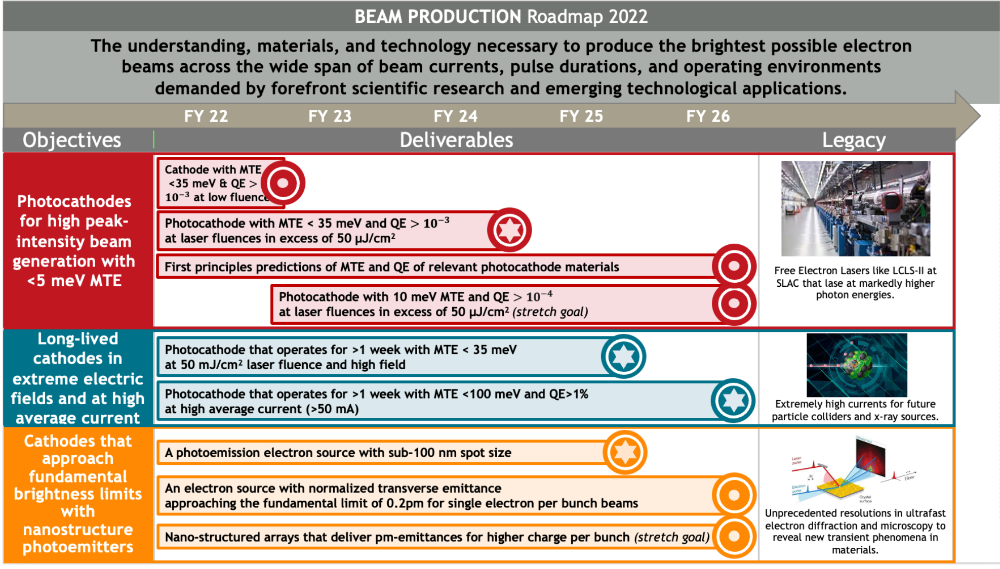 BEAM PRODUCTION Roadmap 2022
The understanding, materials, and technology necessary to produce the brightest possible electron
beams across the wide span of beam currents, pulse durations, and operating environments
demanded by forefront scientific research and emerging technological applications.
FY 22 FY 23 FY 24 FY 25 FY 26
Objectives Deliverables Legacy
Photocathodes
for high peak-
intensity beam
generation with
<5 meV MTE
Cathode with MTE
<35 meV & QE >
10⁻³ at low fluence
Photocathode with MTE < 35 meV and QE > 10⁻³
at laser fluences in excess of 50 µJ/cm²
First principles predictions of MTE and QE of relevant photocathode materials
Photocathode with 10 meV MTE and QE > 10⁻⁴
at laser fluences in excess of 50 µJ/cm² (stretch goal)
Free Electron Lasers like LCLS-II at
SLAC that lase at markedly higher
photon energies.
Long-lived
cathodes in
extreme electric
fields and at high
average current
Photocathode that operates for >1 week with MTE < 35 meV
at 50 mJ/cm² laser fluence and high field
Photocathode that operates for >1 week with MTE <100 meV and QE>1%
at high average current (>50 mA)
Extremely high currents for future
particle colliders and x-ray sources.
Cathodes that
approach
fundamental
brightness limits
with
nanostructure
photoemitters
A photoemission electron source with sub-100 nm spot size
An electron source with normalized transverse emittance
approaching the fundamental limit of 0.2pm for single electron per bunch beams
Nano-structured arrays that deliver pm-emittances for higher charge per bunch (stretch goal)
Laser
pulse
Δt
Electron
pulse
Crystal
surface
...
Time
Unprecedented resolutions in ultrafast
electron diffraction and microscopy to
reveal new transient phenomena in
materials.